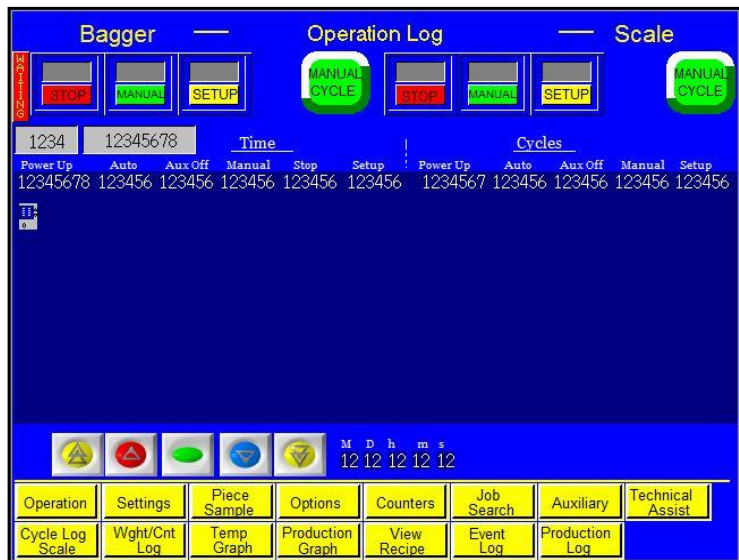 Bagger — Operation Log — Scale
WAITING
STOP MANUAL SETUP MANUAL CYCLE STOP MANUAL SETUP MANUAL CYCLE
1234 12345678 Time Cycles
Power Up Auto Aux Off Manual Stop Setup Power Up Auto Aux Off Manual Setup
12345678 123456 123456 123456 123456 123456 1234567 123456 123456 123456 123456
0
M D h m s
12 12 12 12 12
Operation Settings Piece Sample Options Counters Job Search Auxiliary Technical Assist
Cycle Log Scale Wght/Cnt Log Temp Graph Production Graph View Recipe Event Log Production Log